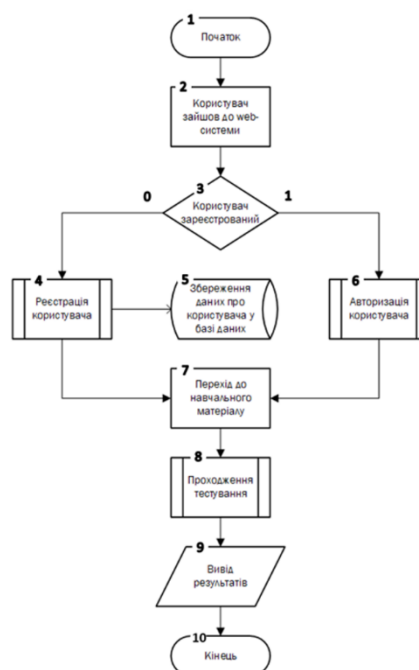 1
Початок
2
Користувач
зайшов до web-
системи
3
Користувач
зареєстрований
0
1
4
Реєстрація
користувача
5
Збереження
даних про
користувача у
базі даних
6
Авторизація
користувача
7
Перехід до
навчального
матеріалу
8
Проходження
тестування
9
Вивід
результатів
10
Кінець